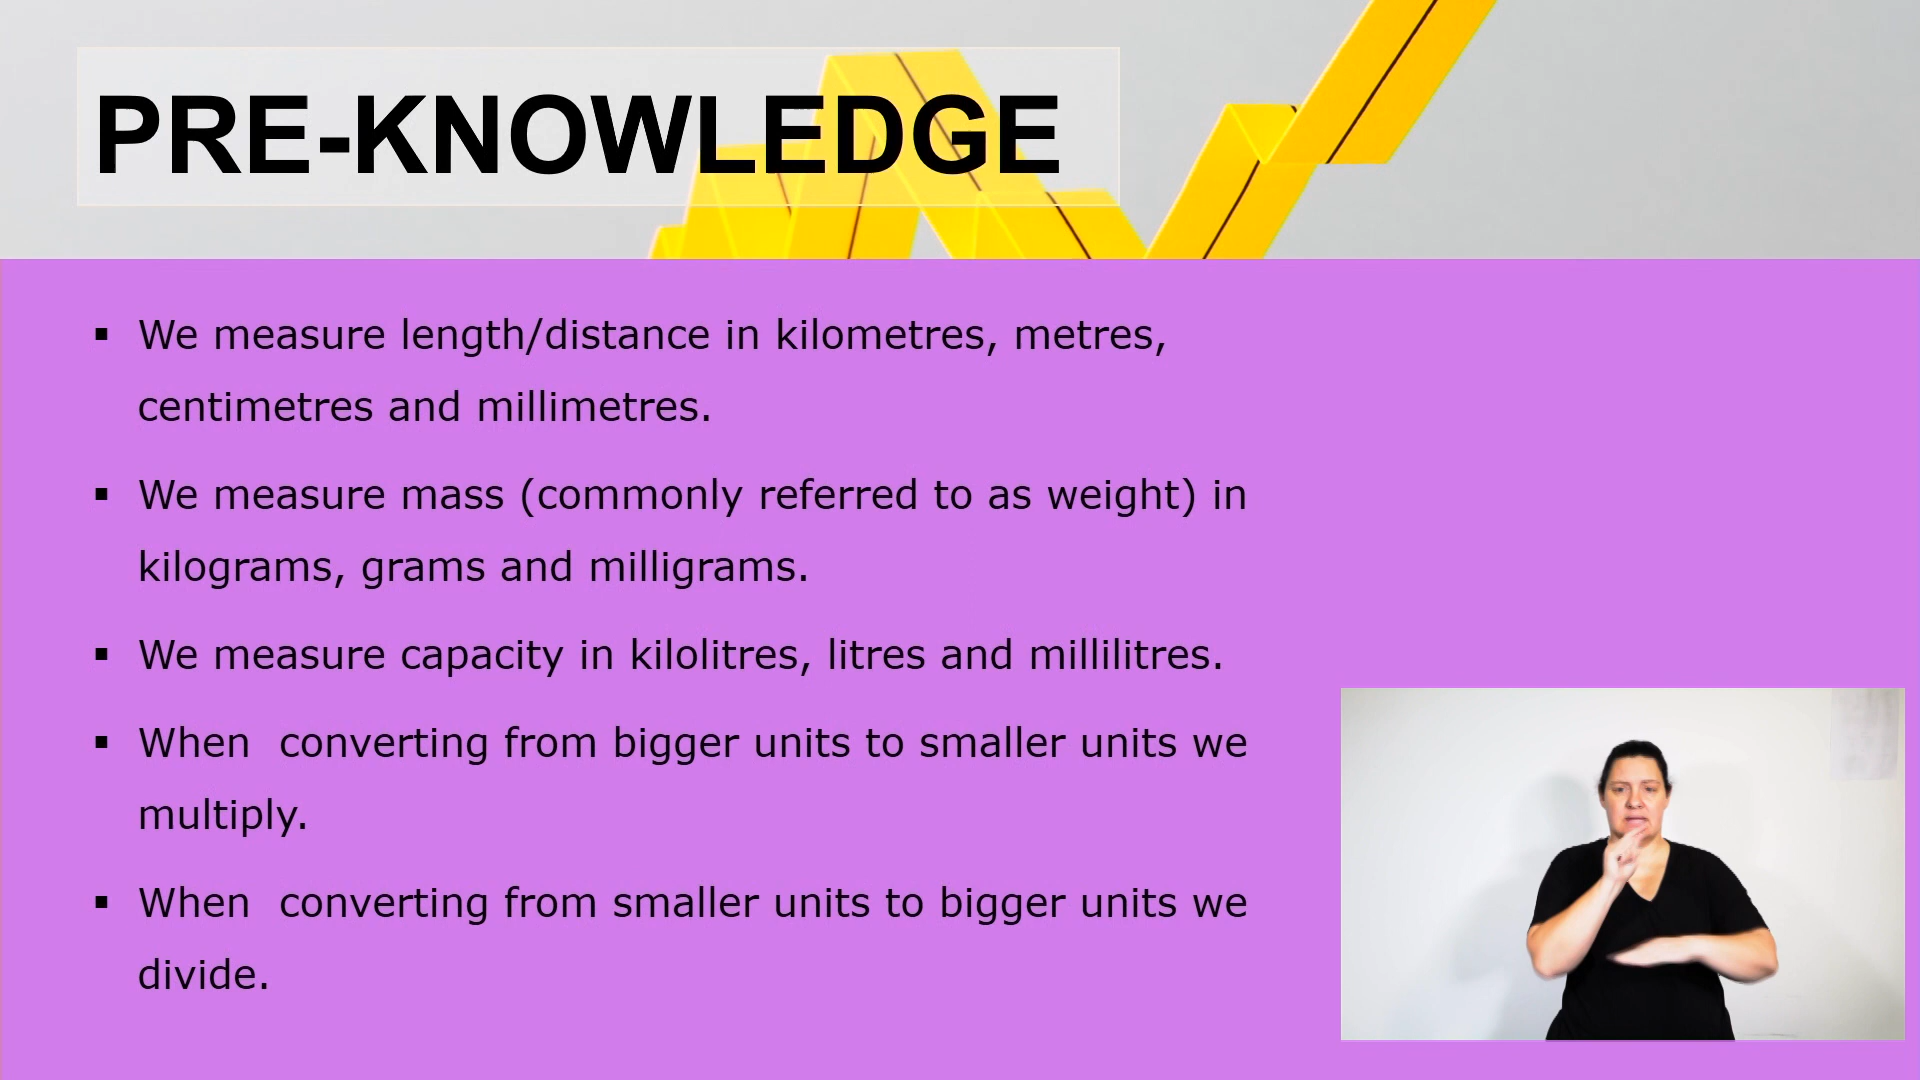 PRE-KNOWLEDGE
▪ We measure length/distance in kilometres, metres,
centimetres and millimetres.
▪ We measure mass (commonly referred to as weight) in
kilograms, grams and milligrams.
▪ We measure capacity in kilolitres, litres and millilitres.
▪ When  converting from bigger units to smaller units we
multiply.
▪ When  converting from smaller units to bigger units we
divide.